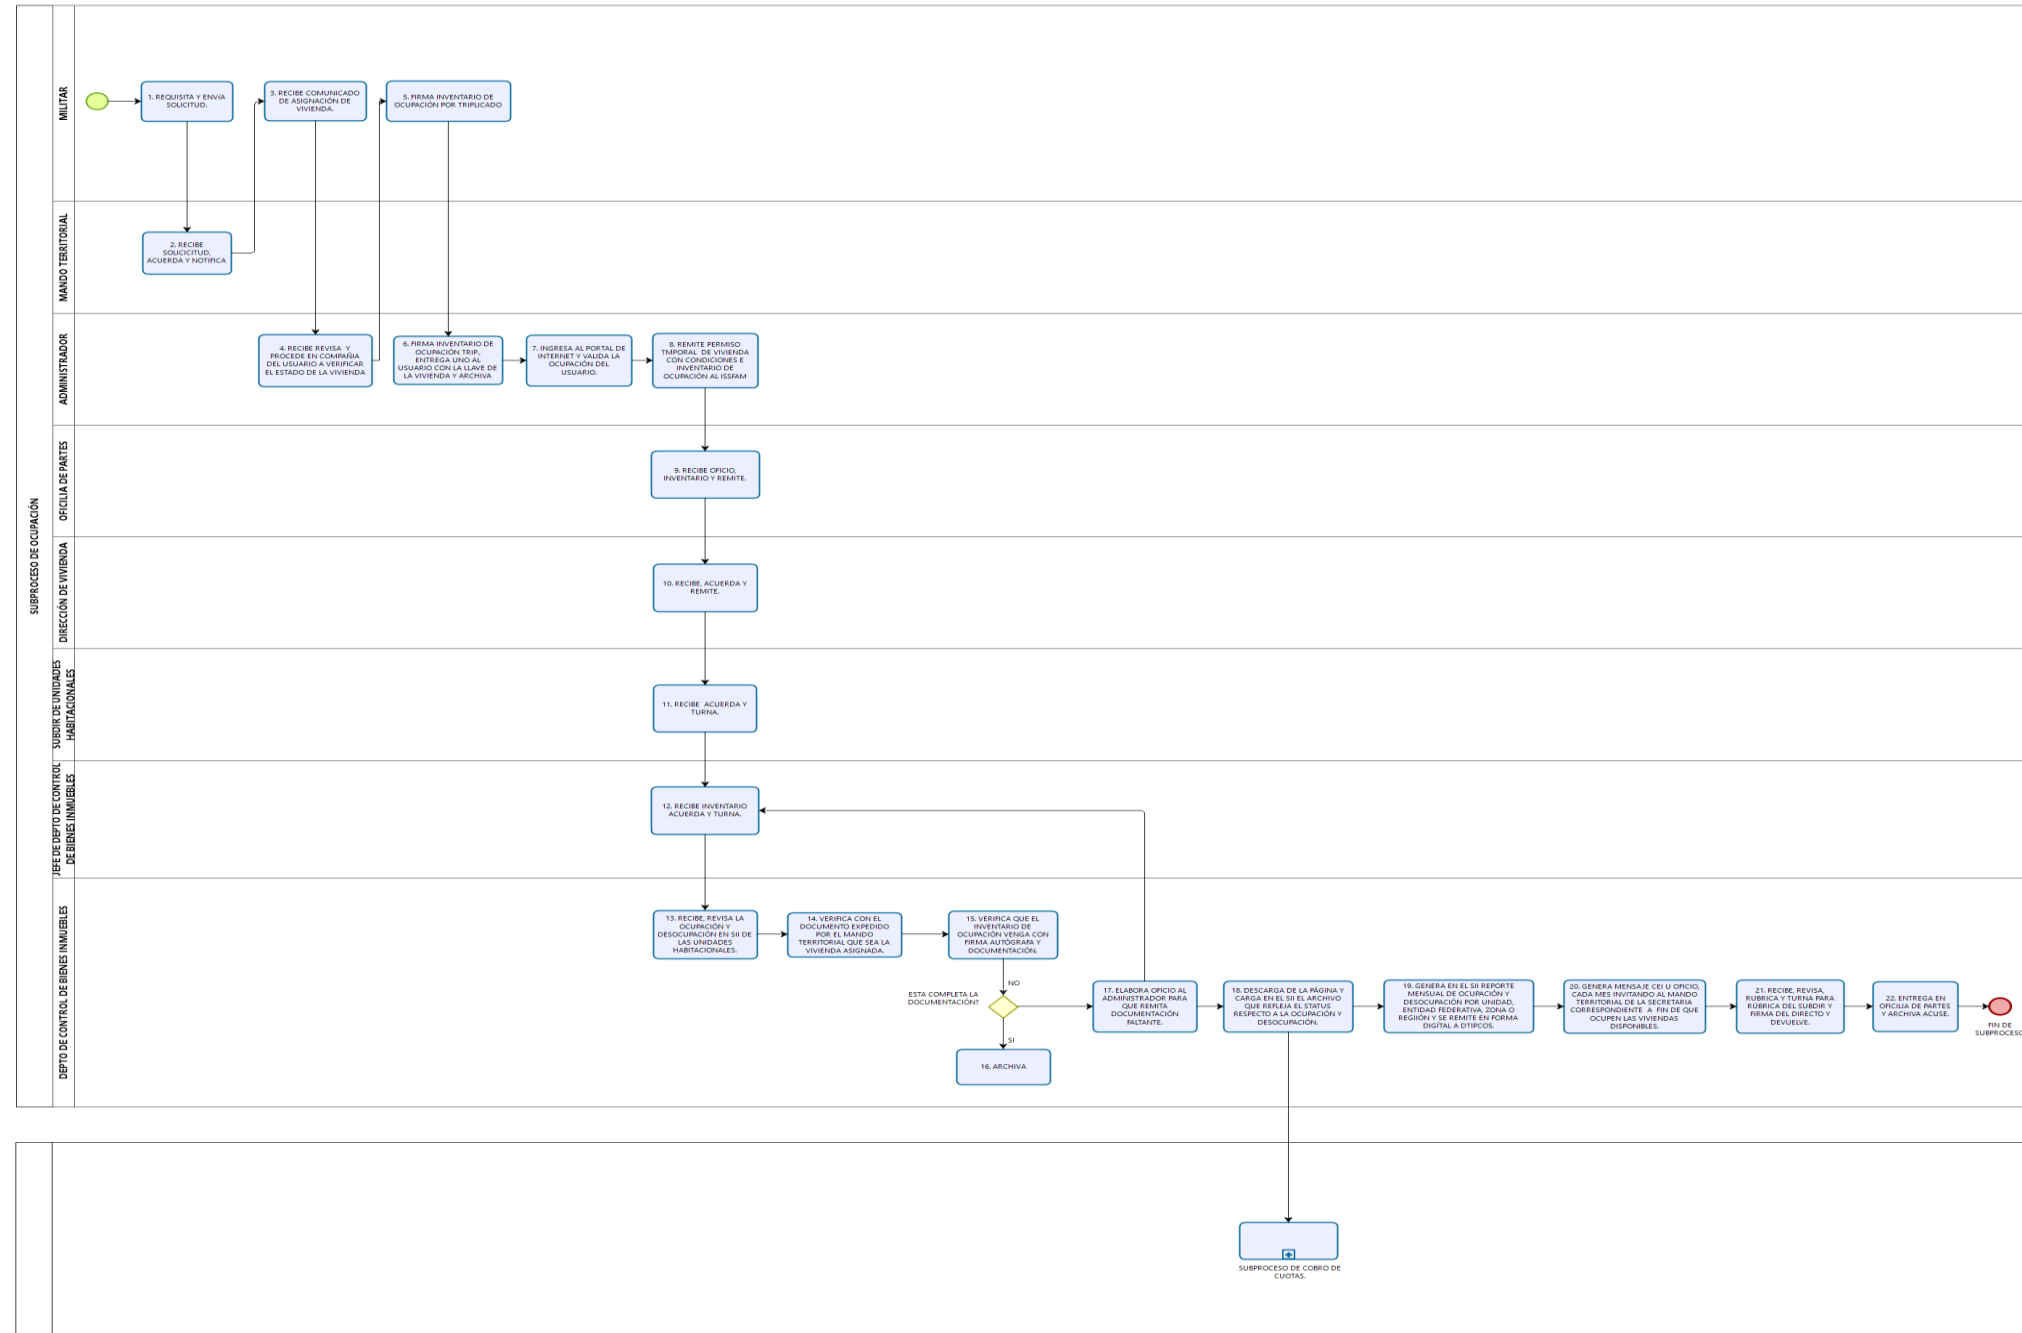 SUBPROCESO DE OCUPACIÓN
MILITAR
1. REQUISITA Y ENVíA
SOLICITUD.
3. RECIBE COMUNICADO
DE ASIGNACIÓN DE
VIVIENDA.
5. FIRMA INVENTARIO DE
OCUPACIÓN POR TRIPLICADO
MANDO TERRITORIAL
2. RECIBE
SOLICICITUD,
ACUERDA Y NOTIFICA
ADMINISTRADOR
4. RECIBE REVISA Y
PROCEDE EN COMPAÑIA
DEL USUARIO A VERIFICAR
EL ESTADO DE LA VIVIENDA
6. FIRMA INVENTARIO DE
OCUPACIÓN TRIP.,
ENTREGA UNO AL
USUARIO CON LA LLAVE DE
LA VIVIENDA Y ARCHIVA
7. INGRESA AL PORTAL DE
INTERNET Y VALIDA LA
OCUPACIÓN DEL
USUARIO.
8. REMITE PERMISO
TMPORAL DE VIVIENDA
CON CONDICIONES E
INVENTARIO DE
OCUPACIÓN AL ISSFAM
OFICILIA DE PARTES
9. RECIBE OFICIO,
INVENTARIO Y REMITE.
DIRECCIÓN DE VIVIENDA
10. RECIBE, ACUERDA Y
REMITE.
SUBDIR DE UNIDADES
HABITACIONALES
11. RECIBE ACUERDA Y
TURNA.
JEFE DE DEPTO DE CONTROL
DE BIENES INMUEBLES
12. RECIBE INVENTARIO
ACUERDA Y TURNA.
DEPTO DE CONTROL DE BIENES INMUEBLES
13. RECIBE, REVISA LA
OCUPACIÓN Y
DESOCUPACIÓN EN SII DE
LAS UNIDADES
HABITACIONALES.
14. VERIFICA CON EL
DOCUMENTO EXPEDIDO
POR EL MANDO
TERRITORIAL QUE SEA LA
VIVIENDA ASIGNADA.
15. VERIFICA QUE EL
INVENTARIO DE
OCUPACIÓN VENGA CON
FIRMA AUTÓGRAFA Y
DOCUMENTACIÓN.
NO
ESTA COMPLETA LA
DOCUMENTACIÓN?
SI
16. ARCHIVA
17. ELABORA OFICIO AL
ADMINISTRADOR PARA
QUE REMITA
DOCUMENTACIÓN
FALTANTE.
18. DESCARGA DE LA PÁGINA Y
CARGA EN EL SII EL ARCHIVO
QUE REFLEJA EL STATUS
RESPECTO A LA OCUPACIÓN Y
DESOCUPACIÓN.
19. GENERA EN EL SII REPORTE
MENSUAL DE OCUPACIÓN Y
DESOCUPACIÓN POR UNIDAD,
ENTIDAD FEDERATIVA, ZONA O
REGIIÓN Y SE REMITE EN FORMA
DIGÍTAL A DTIPCOS.
20. GENERA MENSAJE CEI U OFICIO,
CADA MES INVITANDO AL MANDO
TERRITORIAL DE LA SECRETARIA
CORRESPONDIENTE A FIN DE QUE
OCUPEN LAS VIVIENDAS
DISPONIBLES.
21. RECIBE, REVISA,
RUBRICA Y TURNA PARA
RÚBRICA DEL SUBDIR Y
FIRMA DEL DIRECTO Y
DEVUELVE.
22. ENTREGA EN
OFICILIA DE PARTES
Y ARCHIVA ACUSE.
FIN DE
SUBPROCESO
SUBPROCESO DE COBRO DE
CUOTAS.